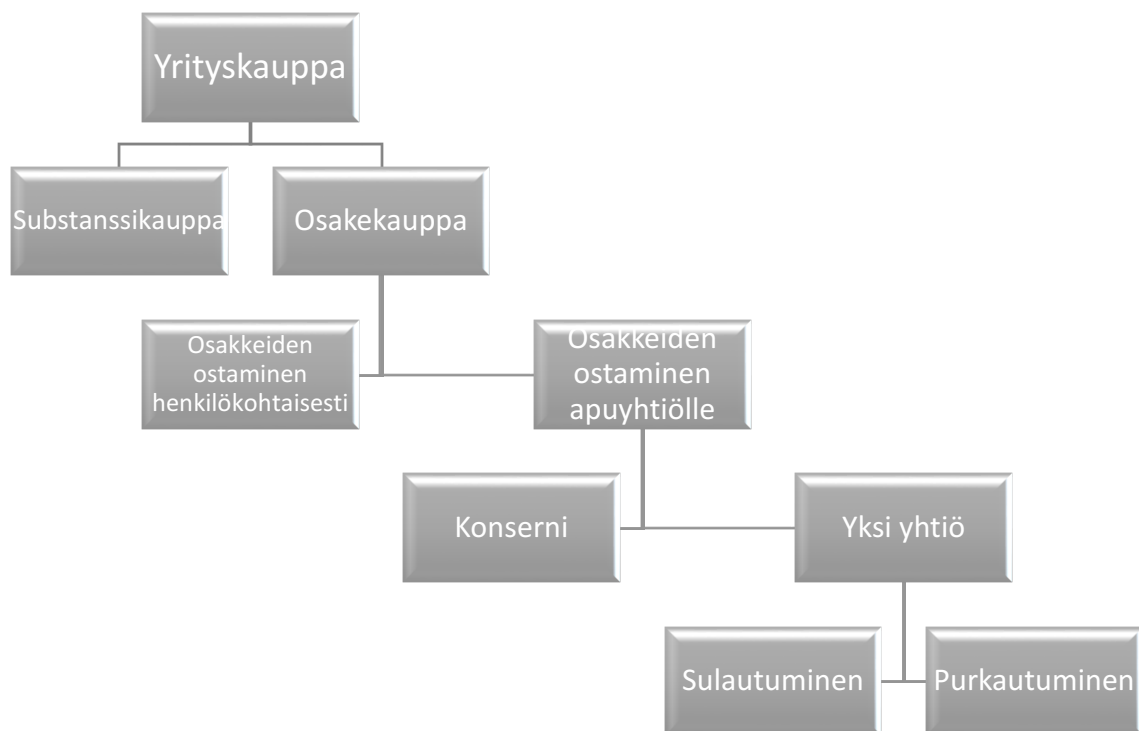 Yrityskauppa
Substanssikauppa
Osakekauppa
Osakkeiden
ostaminen
henkilökohtaisesti
Osakkeiden
ostaminen
apuyhtiölle
Konserni
Yksi yhtiö
Sulautuminen
Purkautuminen